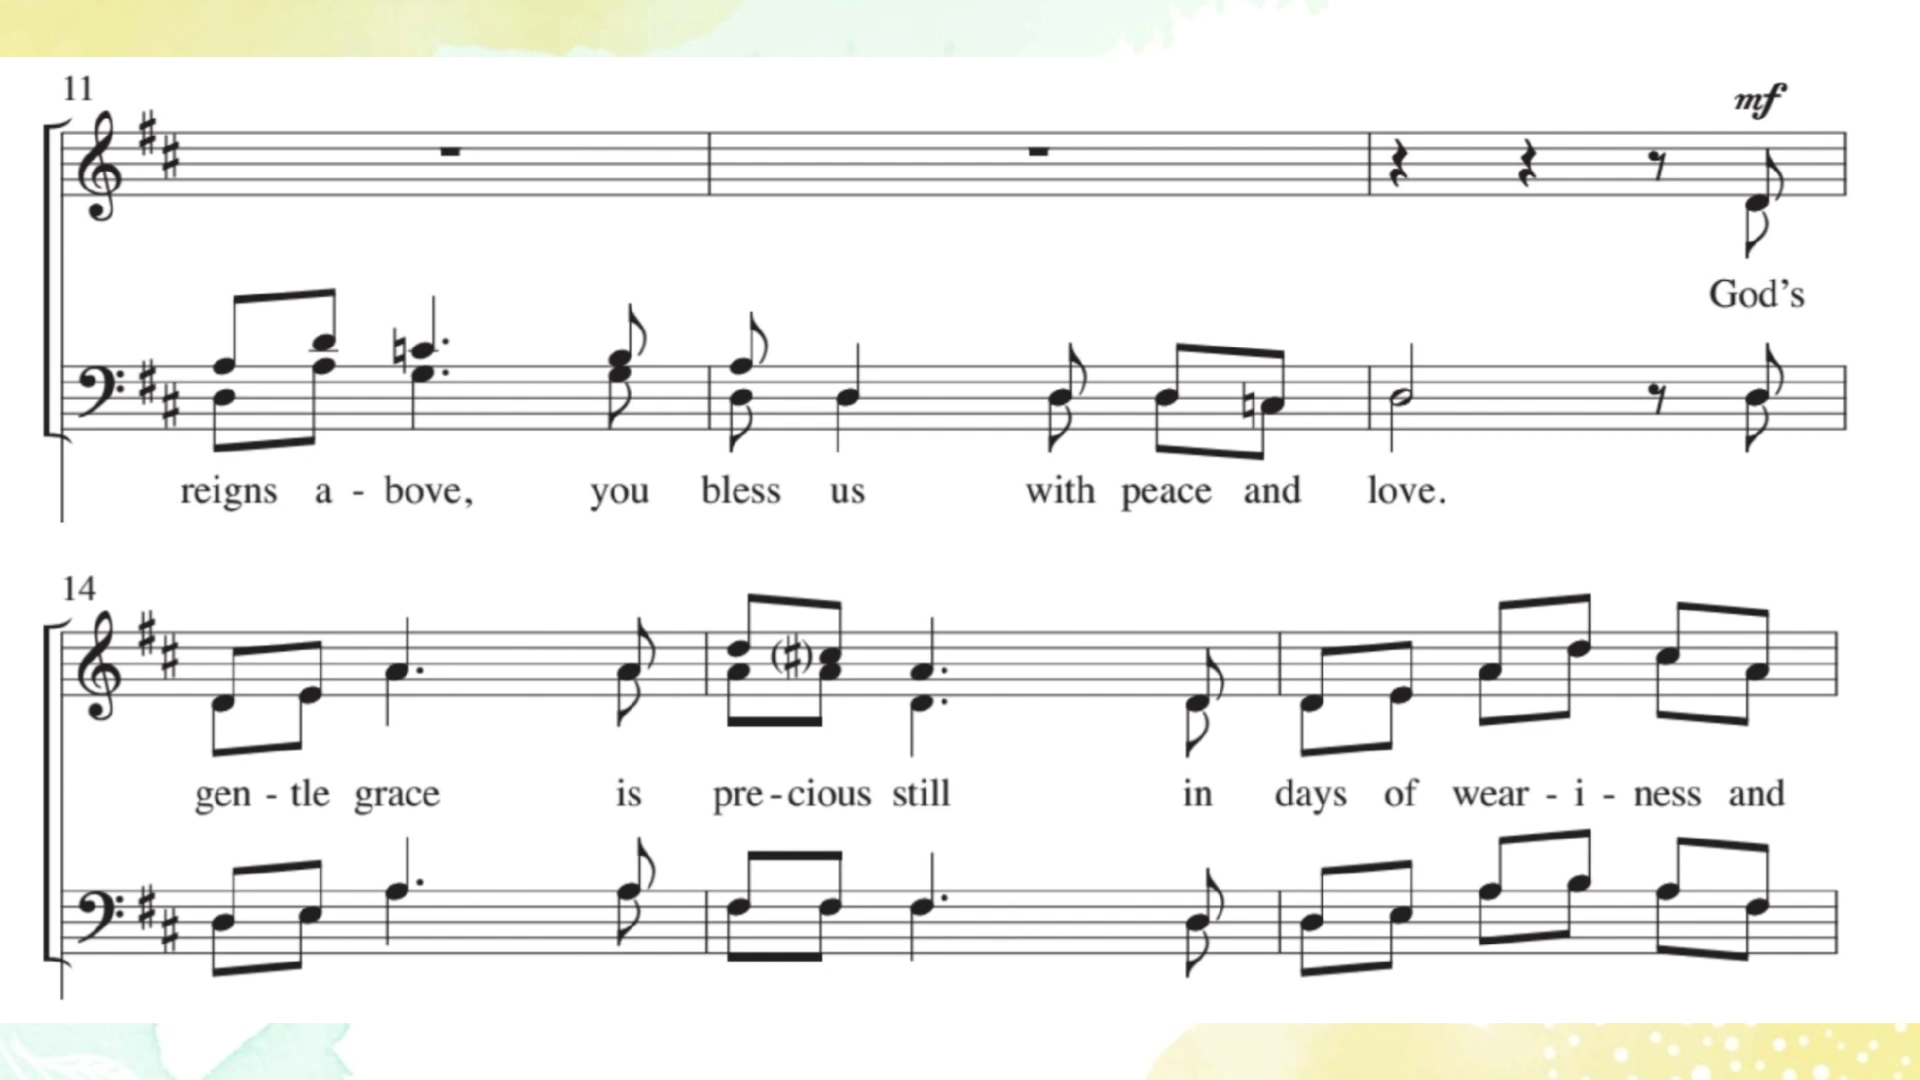 11
mf
God's
reigns a - bove, you bless us with peace and love.
14
gen - tle grace is pre - cious still in days of wear - i - ness and